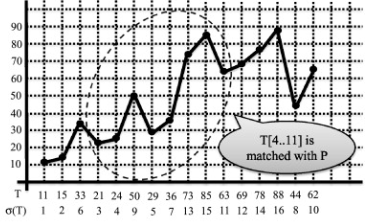 90
80
70
60
50
40
30
20
10
T[4..11] is
matched with P
T 11 15 33 21 24 50 29 36 73 85 63 69 78 88 44 62
σ(T) 1 2 6 3 4 9 5 7 13 15 11 12 14 16 8 10